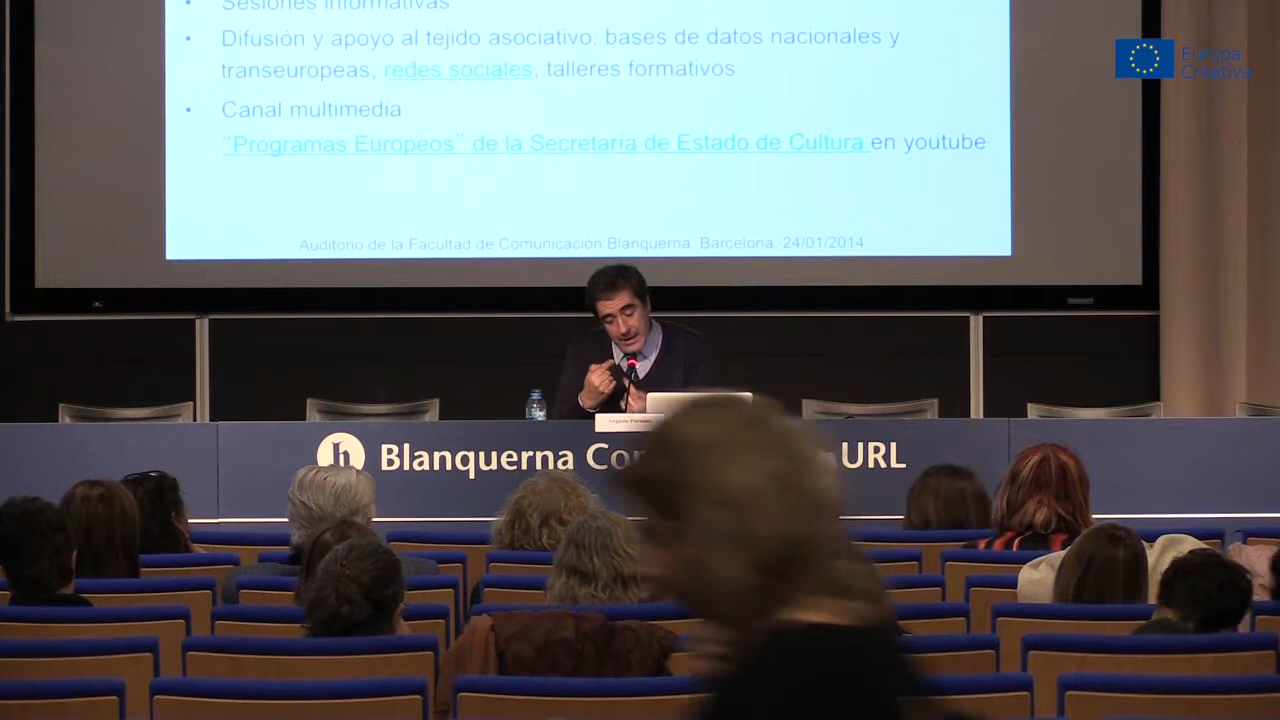 Sesiones informativas
Difusión y apoyo al tejido asociativo: bases de datos nacionales y
transeuropeas, redes sociales, talleres formativos
Canal multimedia
"Programas Europeos" de la Secretaría de Estado de Cultura en youtube
Auditorio de la Facultad de Comunicación Blanquerna. Barcelona. 24/01/2014
Europa
Creativa
Blanquerna Co URL